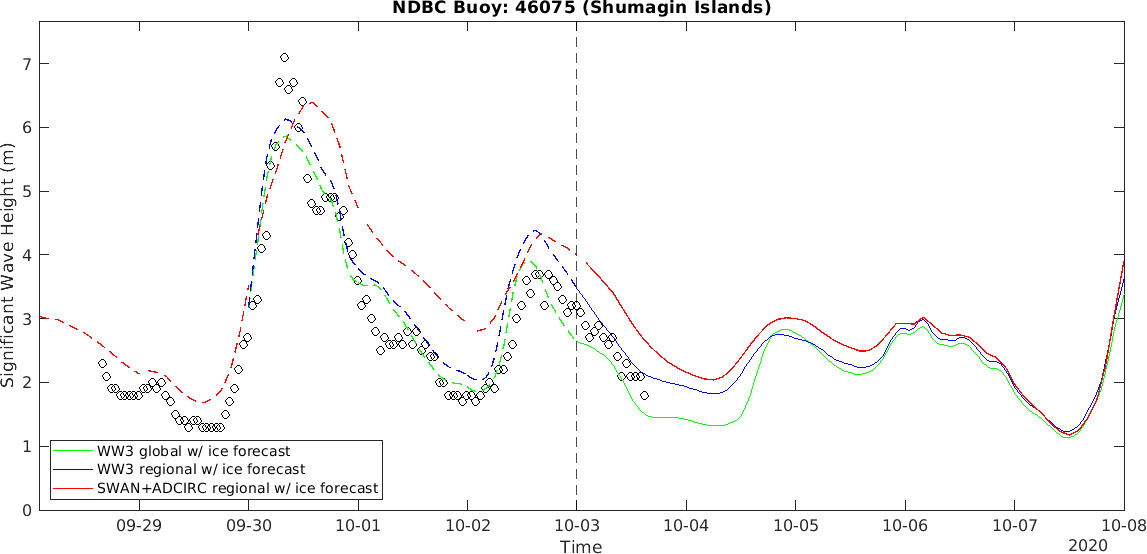 NDBC Buoy: 46075 (Shumagin Islands)
Significant Wave Height (m)
7
6
5
4
3
2
1
0
WW3 global w/ ice forecast
WW3 regional w/ ice forecast
SWAN+ADCIRC regional w/ ice forecast
09-29 09-30 10-01 10-02 10-03 10-04 10-05 10-06 10-07 10-08
Time
2020